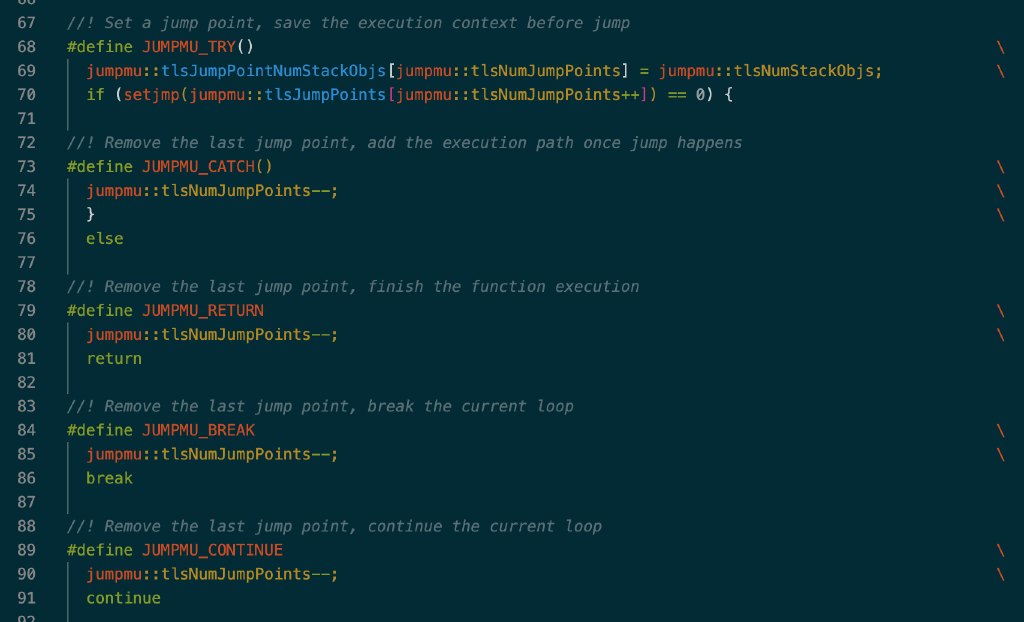 67 //! Set a jump point, save the execution context before jump
68 #define JUMPMU_TRY() \
69 jumpmu::tlsJumpPointNumStackObjs[jumpmu::tlsNumJumpPoints] = jumpmu::tlsNumStackObjs; \
70 if (setjmp(jumpmu::tlsJumpPoints[jumpmu::tlsNumJumpPoints++]) == 0) {
71
72 //! Remove the last jump point, add the execution path once jump happens
73 #define JUMPMU_CATCH() \
74 jumpmu::tlsNumJumpPoints--; \
75 } \
76 else
77
78 //! Remove the last jump point, finish the function execution
79 #define JUMPMU_RETURN \
80 jumpmu::tlsNumJumpPoints--; \
81 return
82
83 //! Remove the last jump point, break the current loop
84 #define JUMPMU_BREAK \
85 jumpmu::tlsNumJumpPoints--; \
86 break
87
88 //! Remove the last jump point, continue the current loop
89 #define JUMPMU_CONTINUE \
90 jumpmu::tlsNumJumpPoints--; \
91 continue